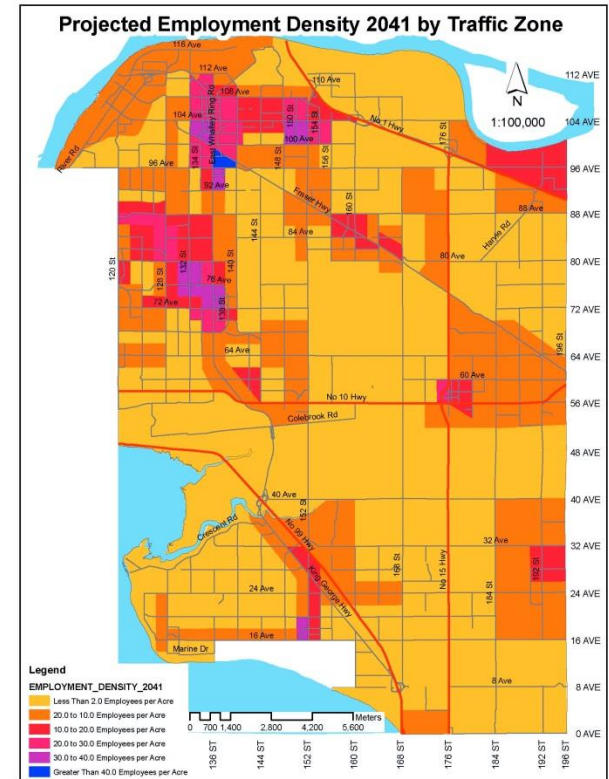 Projected Employment Density 2041 by Traffic Zone
116 Ave
112 Ave
110 Ave
112 AVE
N
1:100,000
108 Ave
East Whalley Ring Rd
104 Ave
150 St
154 St
No 1 Hwy
176 St
104 AVE
134 St
100 Ave
96 Ave
148 St
156 St
96 AVE
River Rd
92 Ave
Fraser Hwy
88 Ave
88 AVE
144 St
84 Ave
160 St
Harvie Rd
120 St
128 St
132 St
140 St
80 Ave
80 AVE
76 Ave
72 Ave
138 St
72 AVE
64 Ave
196 St
64 AVE
60 Ave
No 10 Hwy
56 AVE
Colebrook Rd
48 AVE
40 Ave
40 AVE
152 St
Crescent Rd
No 99 Hwy
32 Ave
32 AVE
King George Hwy
168 St
No 15 Hwy
184 St
192 St
24 Ave
24 AVE
16 Ave
16 AVE
Marine Dr
8 Ave
8 AVE
0 AVE
Legend
EMPLOYMENT_DENSITY_2041
Less Than 2.0 Employees per Acre
20.0 to 10.0 Employees per Acre
10.0 to 20.0 Employees per Acre
20.0 to 30.0 Employees per Acre
30.0 to 40.0 Employees per Acre
Greater Than 40.0 Employees per Acre
Meters
0 700 1,400 2,800 4,200 5,600
136 ST
144 ST
152 ST
160 ST
168 ST
176 ST
184 ST
192 ST
196 ST